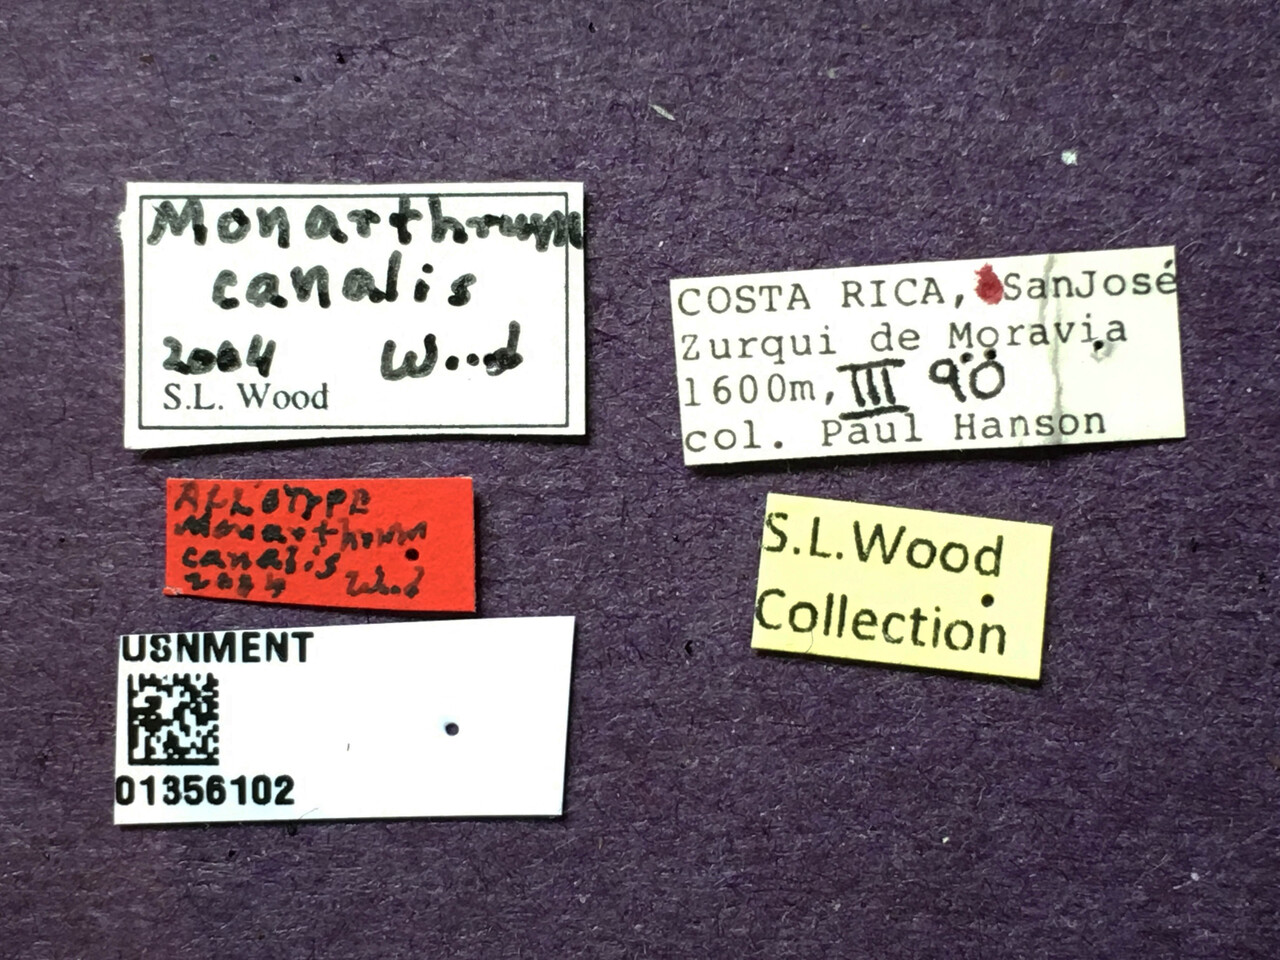 Monarthrum
canalis
2004 Wood
S.L. Wood
COSTA RICA, SanJosé
Zurqui de Moravia
1600m, III 90
col. Paul Hanson
ALLOTYPE
Monarthrum
canalis
2004 Wood
S.L.Wood
Collection
USNMENT
01356102